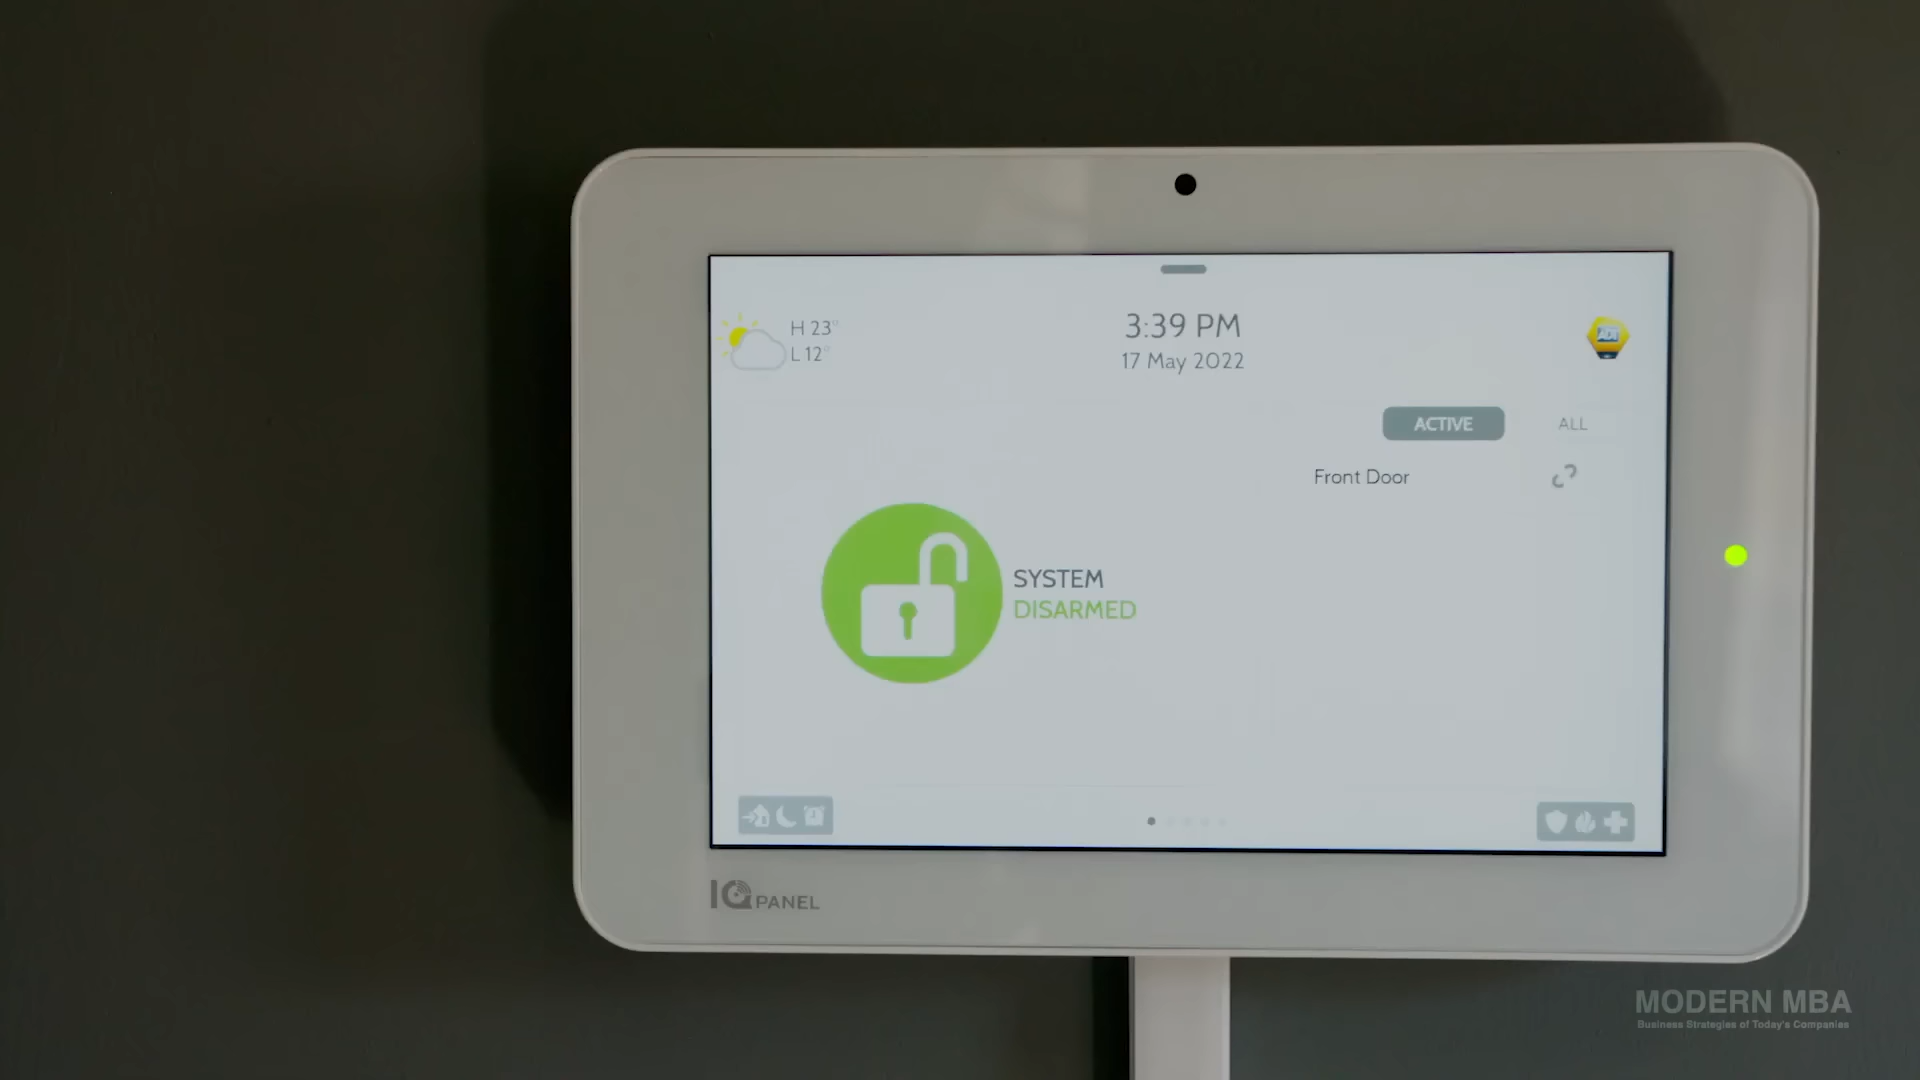 H 23°
L 12°
3:39 PM
17 May 2022
ADT
ACTIVE
ALL
Front Door
SYSTEM
DISARMED
IQ PANEL
MODERN MBA
Business Strategies of Today's Companies